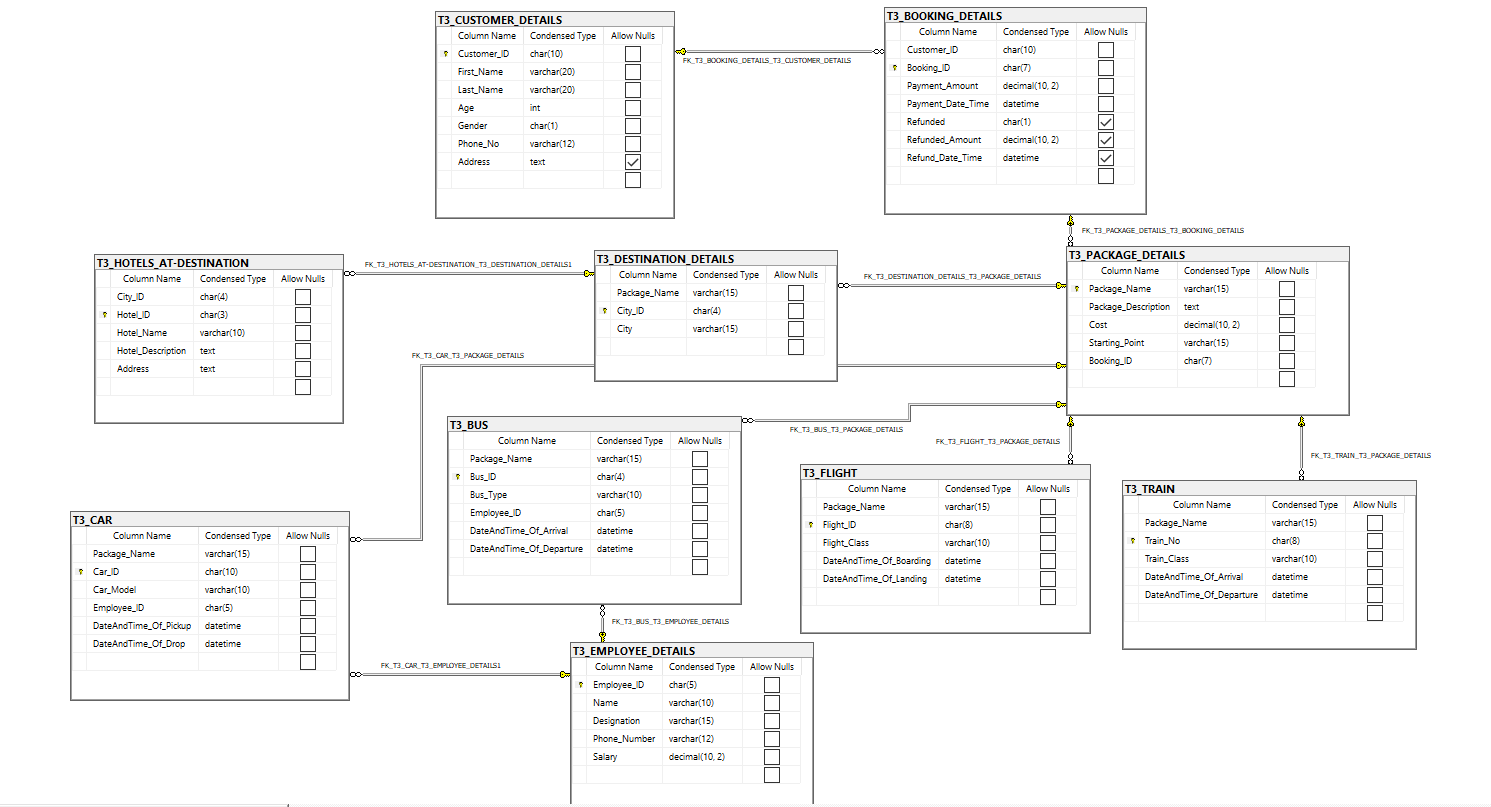 T3_CUSTOMER_DETAILS
Column Name Condensed Type Allow Nulls
Customer_ID char(10)
First_Name varchar(20)
Last_Name varchar(20)
Age int
Gender char(1)
Phone_No varchar(12)
Address text
FK_T3_BOOKING_DETAILS_T3_CUSTOMER_DETAILS
T3_BOOKING_DETAILS
Column Name Condensed Type Allow Nulls
Customer_ID char(10)
Booking_ID char(7)
Payment_Amount decimal(10, 2)
Payment_Date_Time datetime
Refunded char(1)
Refunded_Amount decimal(10, 2)
Refund_Date_Time datetime
FK_T3_PACKAGE_DETAILS_T3_BOOKING_DETAILS
T3_HOTELS_AT-DESTINATION
Column Name Condensed Type Allow Nulls
City_ID char(4)
Hotel_ID char(3)
Hotel_Name varchar(10)
Hotel_Description text
Address text
FK_T3_HOTELS_AT-DESTINATION_T3_DESTINATION_DETAILS1
T3_DESTINATION_DETAILS
Column Name Condensed Type Allow Nulls
Package_Name varchar(15)
City_ID char(4)
City varchar(15)
FK_T3_DESTINATION_DETAILS_T3_PACKAGE_DETAILS
T3_PACKAGE_DETAILS
Column Name Condensed Type Allow Nulls
Package_Name varchar(15)
Package_Description text
Cost decimal(10, 2)
Starting_Point varchar(15)
Booking_ID char(7)
FK_T3_CAR_T3_PACKAGE_DETAILS
T3_BUS
Column Name Condensed Type Allow Nulls
Package_Name varchar(15)
Bus_ID char(4)
Bus_Type varchar(10)
Employee_ID char(5)
DateAndTime_Of_Arrival datetime
DateAndTime_Of_Departure datetime
FK_T3_BUS_T3_PACKAGE_DETAILS
FK_T3_FLIGHT_T3_PACKAGE_DETAILS
FK_T3_TRAIN_T3_PACKAGE_DETAILS
T3_FLIGHT
Column Name Condensed Type Allow Nulls
Package_Name varchar(15)
Flight_ID char(8)
Flight_Class varchar(10)
DateAndTime_Of_Boarding datetime
DateAndTime_Of_Landing datetime
T3_TRAIN
Column Name Condensed Type Allow Nulls
Package_Name varchar(15)
Train_No char(8)
Train_Class varchar(10)
DateAndTime_Of_Arrival datetime
DateAndTime_Of_Departure datetime
T3_CAR
Column Name Condensed Type Allow Nulls
Package_Name varchar(15)
Car_ID char(10)
Car_Model varchar(10)
Employee_ID char(5)
DateAndTime_Of_Pickup datetime
DateAndTime_Of_Drop datetime
FK_T3_BUS_T3_EMPLOYEE_DETAILS
FK_T3_CAR_T3_EMPLOYEE_DETAILS1
T3_EMPLOYEE_DETAILS
Column Name Condensed Type Allow Nulls
Employee_ID char(5)
Name varchar(10)
Designation varchar(15)
Phone_Number varchar(12)
Salary decimal(10, 2)